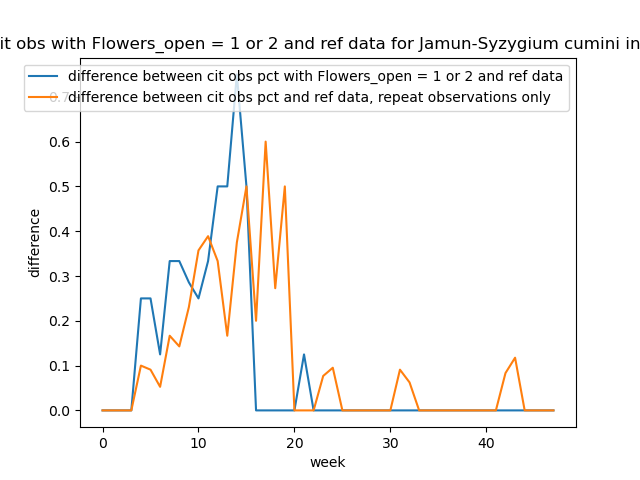 it obs with Flowers_open = 1 or 2 and ref data for Jamun-Syzygium cumini in
difference between cit obs pct with Flowers_open = 1 or 2 and ref data
difference between cit obs pct and ref data, repeat observations only
0.7
0.6
0.5
0.4
0.3
0.2
0.1
0.0
difference
0 10 20 30 40
week